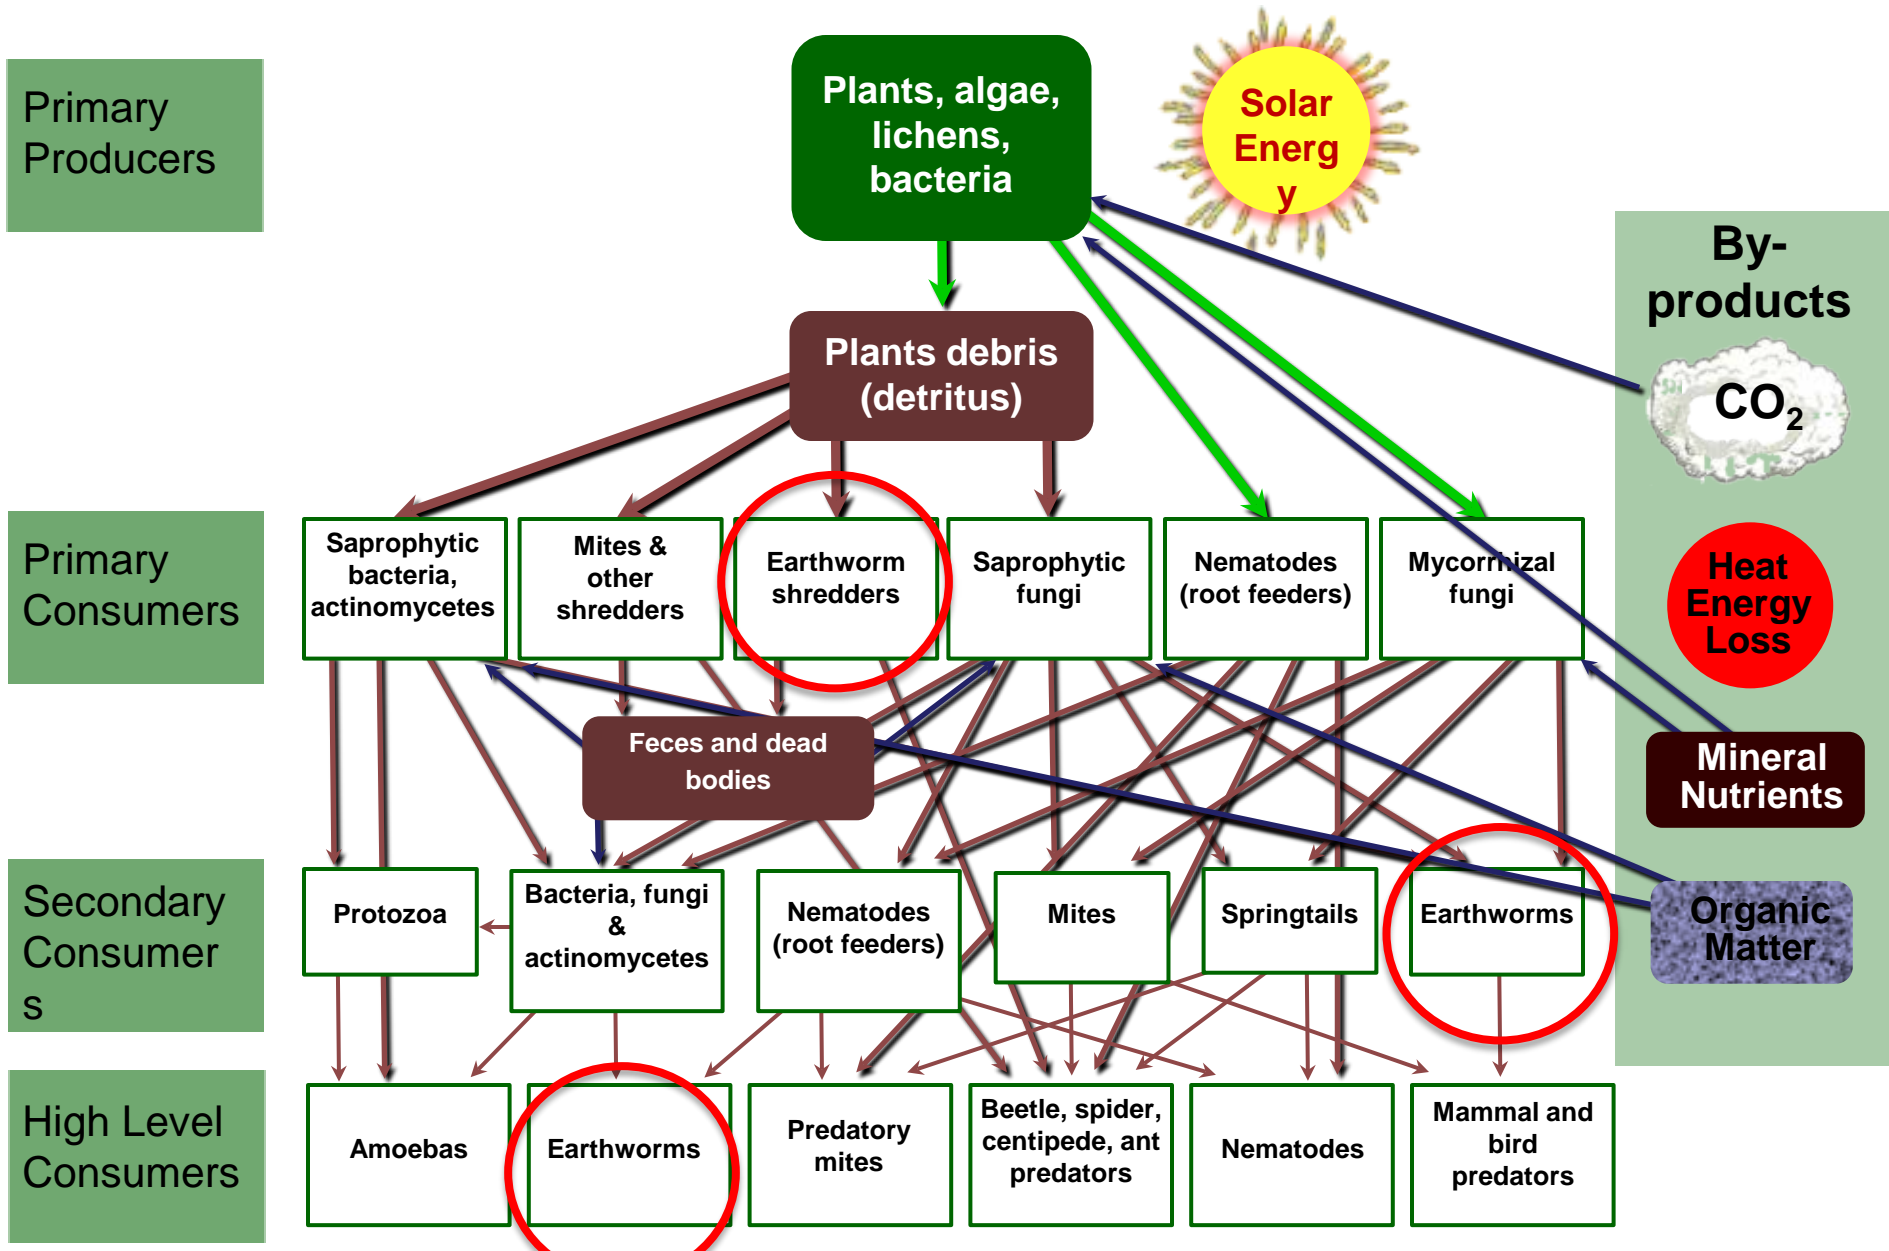 Primary
Producers
Plants, algae,
lichens,
bacteria
Solar
Energ
y
By-
products
CO₂
Plants debris
(detritus)
Primary
Consumers
Saprophytic
bacteria,
actinomycetes
Mites &
other
shredders
Earthworm
shredders
Saprophytic
fungi
Nematodes
(root feeders)
Mycorrhizal
fungi
Heat
Energy
Loss
Feces and dead
bodies
Mineral
Nutrients
Secondary
Consumer
s
Protozoa
Bacteria, fungi
&
actinomycetes
Nematodes
(root feeders)
Mites
Springtails
Earthworms
Organic
Matter
High Level
Consumers
Amoebas
Earthworms
Predatory
mites
Beetle, spider,
centipede, ant
predators
Nematodes
Mammal and
bird
predators